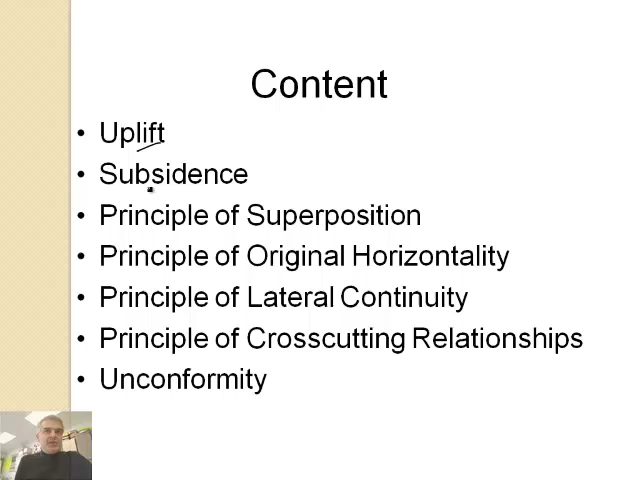 Content
• Uplift
• Subsidence
• Principle of Superposition
• Principle of Original Horizontality
• Principle of Lateral Continuity
• Principle of Crosscutting Relationships
• Unconformity